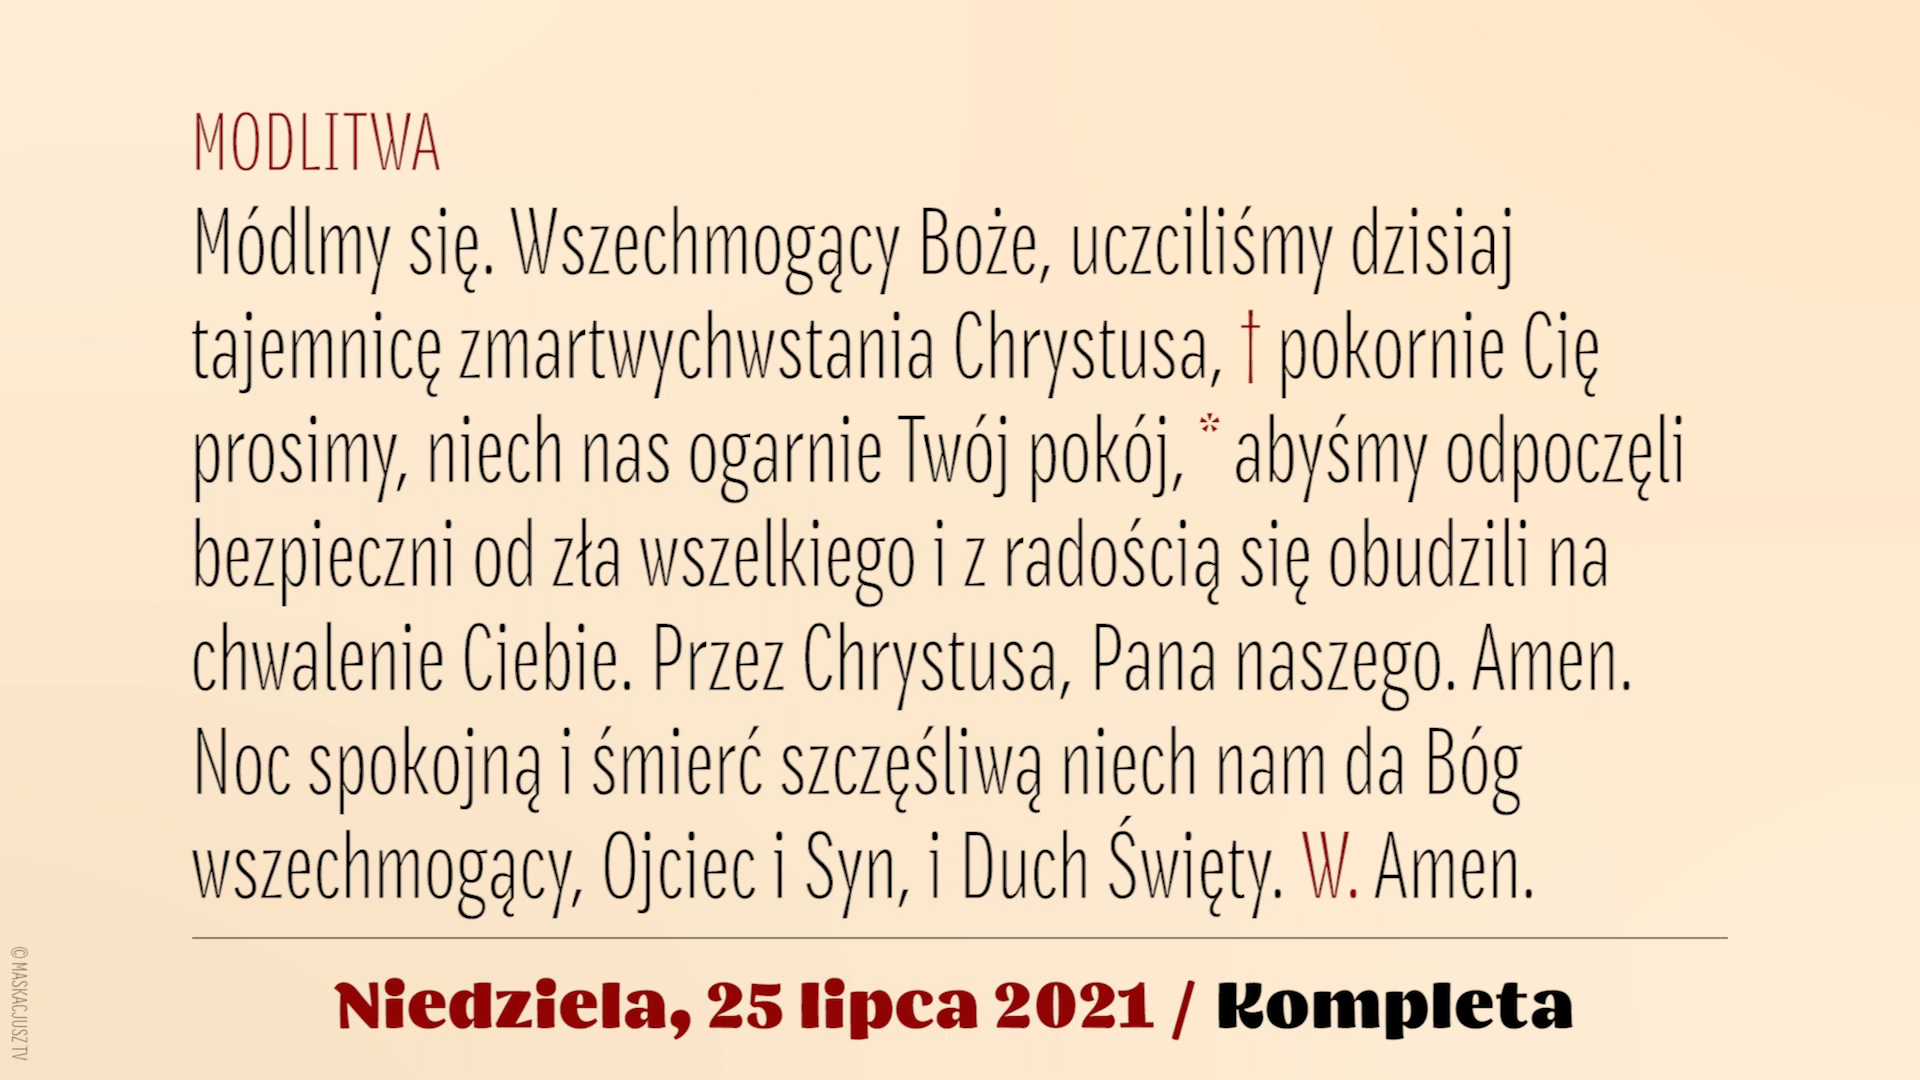 MODLITWA
Módlmy się. Wszechmogący Boże, uczciliśmy dzisiaj
tajemnicę zmartwychwstania Chrystusa, † pokornie Cię
prosimy, niech nas ogarnie Twój pokój, * abyśmy odpoczęli
bezpieczni od zła wszelkiego i z radością się obudzili na
chwalenie Ciebie. Przez Chrystusa, Pana naszego. Amen.
Noc spokojną i śmierć szczęśliwą niech nam da Bóg
wszechmogący, Ojciec i Syn, i Duch Święty. W. Amen.
Niedziela, 25 lipca 2021 / Kompleta
© MASKACJUSZ TV